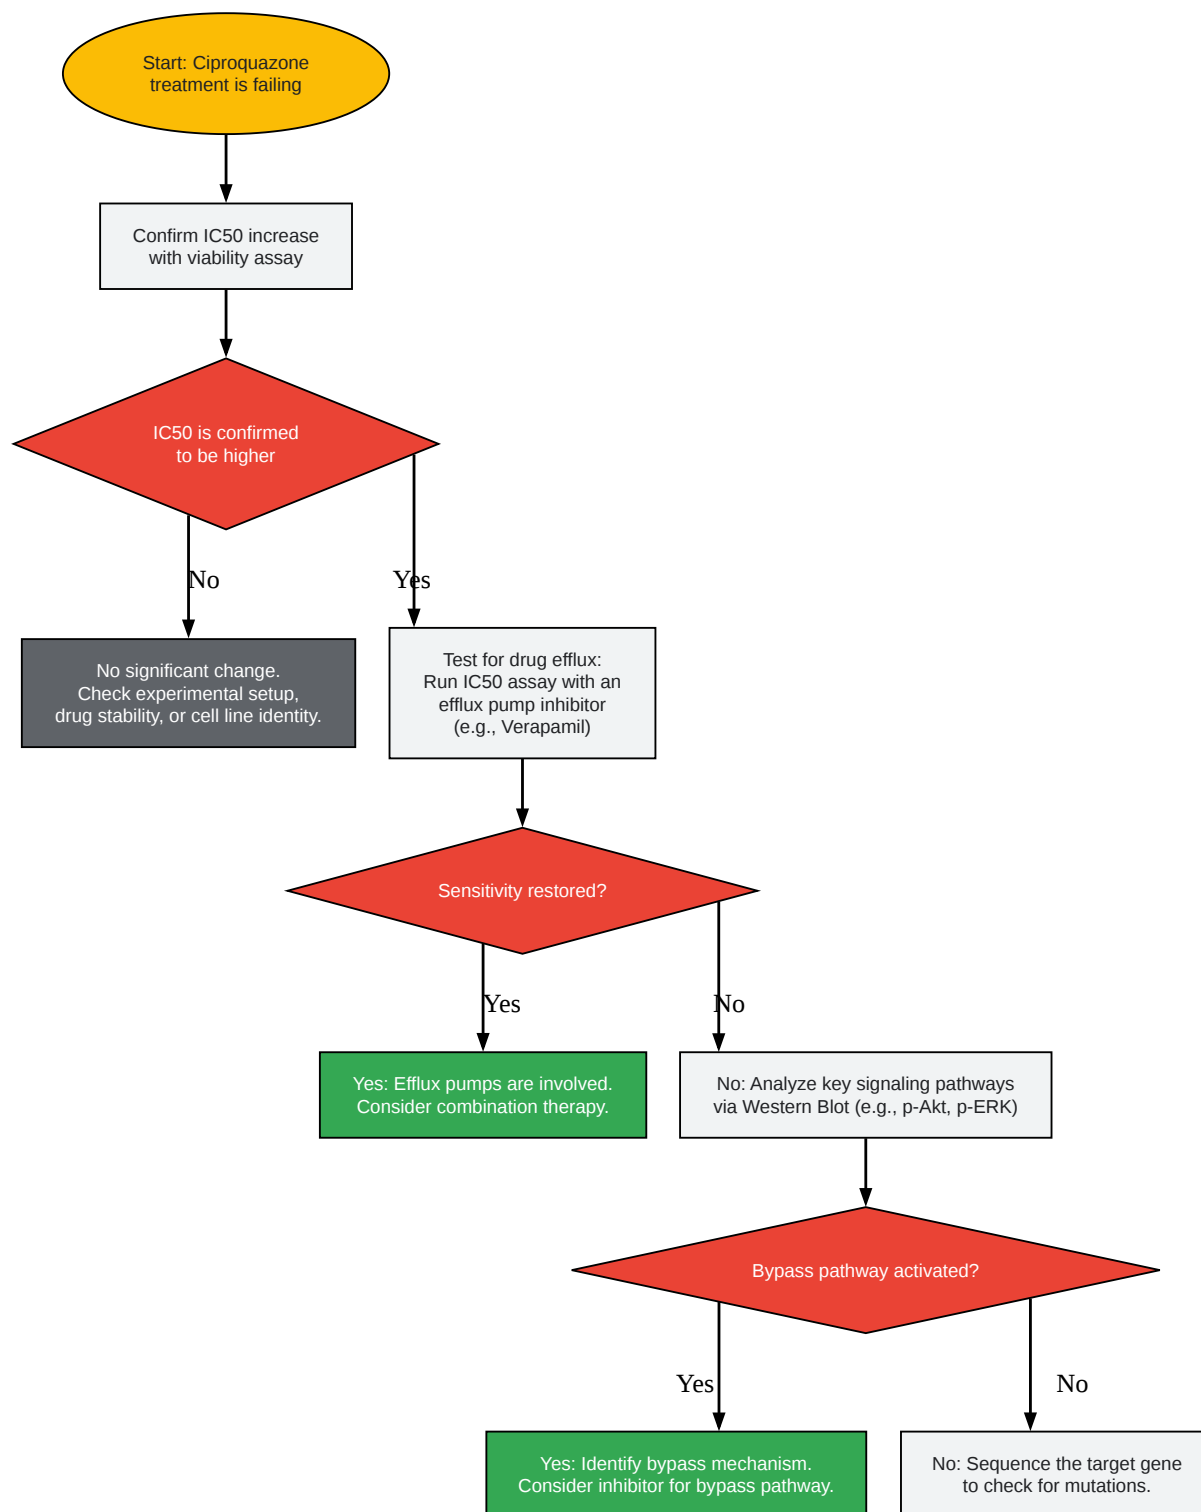 Start: Ciproquazone
treatment is failing
Confirm IC50 increase
with viability assay
IC50 is confirmed
to be higher
No
Yes
No significant change.
Check experimental setup,
drug stability, or cell line identity.
Test for drug efflux:
Run IC50 assay with an
efflux pump inhibitor
(e.g., Verapamil)
Sensitivity restored?
Yes
No
Yes: Efflux pumps are involved.
Consider combination therapy.
No: Analyze key signaling pathways
via Western Blot (e.g., p-Akt, p-ERK)
Bypass pathway activated?
Yes
No
Yes: Identify bypass mechanism.
Consider inhibitor for bypass pathway.
No: Sequence the target gene
to check for mutations.